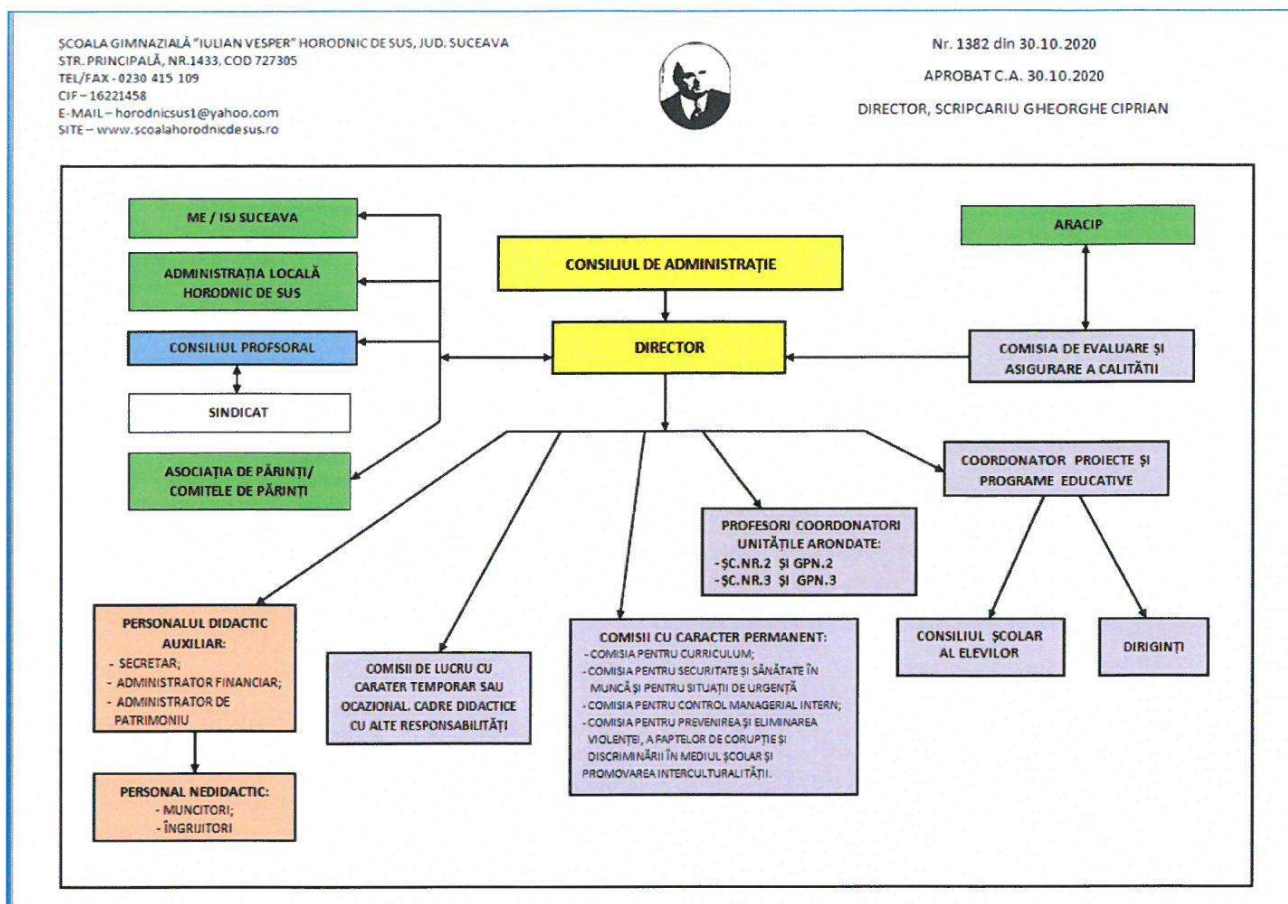 ȘCOALA GIMNAZIALĂ "IULIAN VESPER" HORODNIC DE SUS, JUD. SUCEAVA
STR. PRINCIPALĂ, NR.1433, COD 727305
TEL/FAX - 0230 415 109
CIF – 16221458
E-MAIL – horodnicsus1@yahoo.com
SITE – www.scoalahorodnicdesus.ro
Nr. 1382 din 30.10.2020
APROBAT C.A. 30.10.2020
DIRECTOR, SCRIPCARIU GHEORGHE CIPRIAN
ME / ISJ SUCEAVA
ADMINISTRAȚIA LOCALĂ
HORODNIC DE SUS
CONSILIUL PROFSORAL
SINDICAT
ASOCIAȚIA DE PĂRINȚI/
COMITELE DE PĂRINȚI
CONSILIUL DE ADMINISTRAȚIE
DIRECTOR
ARACIP
COMISIA DE EVALUARE ȘI
ASIGURARE A CALITĂTII
COORDONATOR PROIECTE ȘI
PROGRAME EDUCATIVE
PROFESORI COORDONATORI
UNITĂȚILE ARONDATE:
-ȘC.NR.2 ȘI GPN.2
-ȘC.NR.3 ȘI GPN.3
PERSONALUL DIDACTIC
AUXILIAR:
- SECRETAR;
- ADMINISTRATOR FINANCIAR;
- ADMINISTRATOR DE
PATRIMONIU
PERSONAL NEDIDACTIC:
- MUNCITORI;
- ÎNGRIJITORI
COMISII DE LUCRU CU
CARATER TEMPORAR SAU
OCAZIONAL. CADRE DIDACTICE
CU ALTE RESPONSABILITĂȚI
COMISII CU CARACTER PERMANENT:
- COMISIA PENTRU CURRICULUM;
- COMISIA PENTRU SECURITATE ȘI SĂNĂTATE ÎN
MUNCĂ ȘI PENTRU SITUAȚII DE URGENȚĂ
- COMISIA PENTRU CONTROL MANAGERIAL INTERN;
- COMISIA PENTRU PREVENIREA ȘI ELIMINAREA
VIOLENȚEI, A FAPTELOR DE CORUPȚIE ȘI
DISCRIMINĂRII ÎN MEDIUL ȘCOLAR ȘI
PROMOVAREA INTERCULTURALITĂȚII.
CONSILIUL ȘCOLAR
AL ELEVILOR
DIRIGINȚI